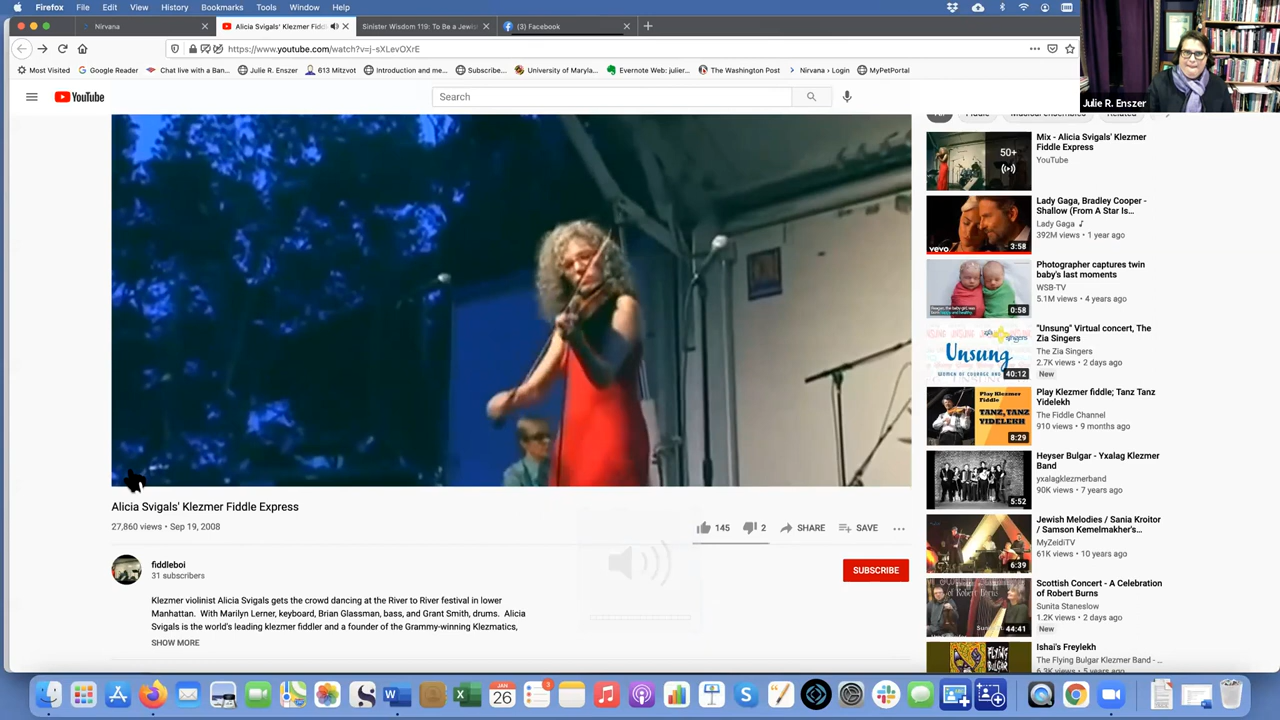 Firefox File Edit View History Bookmarks Tools Window Help
Nirvana
Alicia Svigals' Klezmer Fiddl
Sinister Wisdom 119: To Be a Jewis
(3) Facebook
https://www.youtube.com/watch?v=j-sXLevOXrE
Most Visited
Google Reader
Chat live with a Ban...
Julie R. Enszer
613 Mitzvot
Introduction and me...
Subscribe...
University of Maryla...
Evernote Web: julier...
The Washington Post
Nirvana › Login
MyPetPortal
Julie R. Enszer
YouTube
Search
Mix - Alicia Svigals' Klezmer
Fiddle Express
YouTube
50+
Lady Gaga, Bradley Cooper -
Shallow (From A Star Is...
Lady Gaga
392M views • 1 year ago
vevo
3:58
Photographer captures twin
baby's last moments
WSB-TV
5.1M views • 4 years ago
0:58
"Unsung" Virtual concert, The
Zia Singers
The Zia Singers
2.7K views • 2 days ago
New
Unsung
40:12
Play Klezmer fiddle; Tanz Tanz
Yidelekh
The Fiddle Channel
910 views • 9 months ago
Play Klezmer
Fiddle
TANZ, TANZ
YIDELEKH
8:29
Heyser Bulgar - Yxalag Klezmer
Band
yxalagklezmerband
90K views • 7 years ago
5:52
Jewish Melodies / Sania Kroitor
/ Samson Kemelmakher's...
MyZeidiTV
61K views • 10 years ago
6:39
Scottish Concert - A Celebration
of Robert Burns
Sunita Staneslow
1.2K views • 2 days ago
New
44:41
Ishai's Freylekh
The Flying Bulgar Klezmer Band - ...
Alicia Svigals' Klezmer Fiddle Express
27,860 views • Sep 19, 2008
145
2
SHARE
SAVE
fiddleboi
31 subscribers
SUBSCRIBE
Klezmer violinist Alicia Svigals gets the crowd dancing at the River to River festival in lower
Manhattan. With Marilyn Lerner, keyboard, Brian Glassman, bass, and Grant Smith, drums. Alicia
Svigals is the world's leading klezmer fiddler and a founder of the Grammy-winning Klezmatics,
SHOW MORE
JAN
26
3